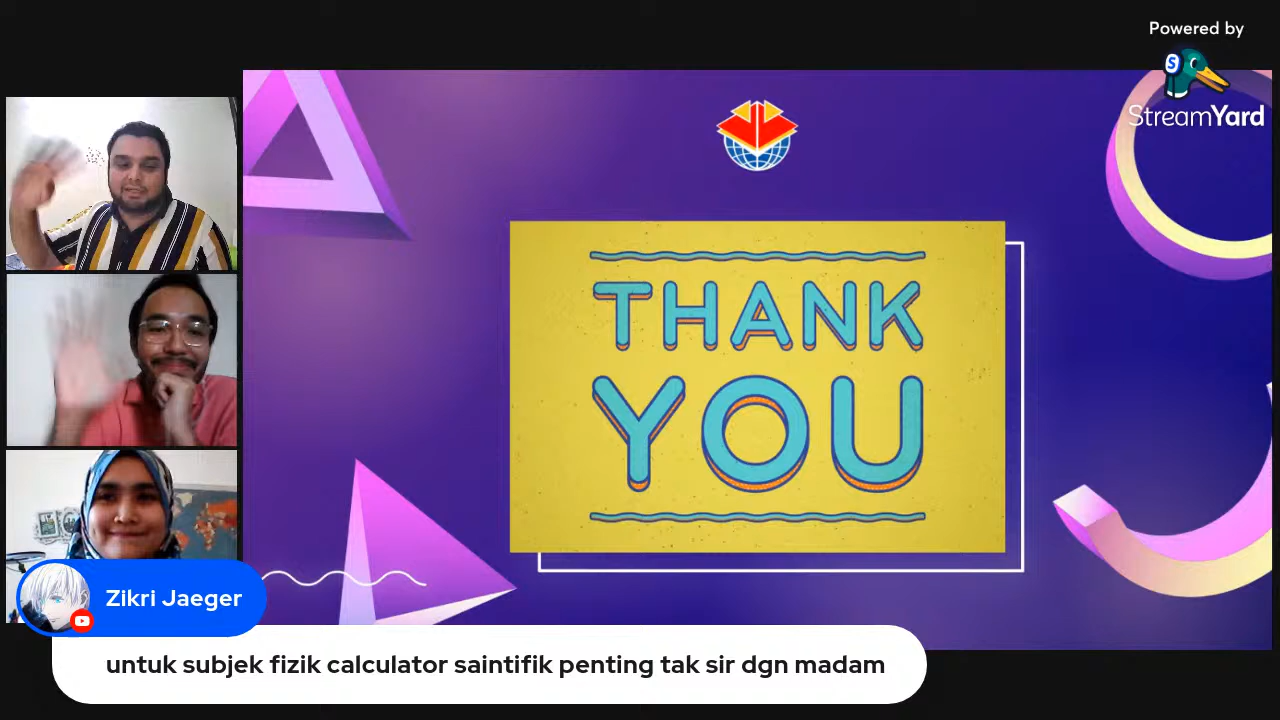 Powered by
StreamYard
THANK
YOU
Zikri Jaeger
untuk subjek fizik calculator saintifik penting tak sir dgn madam